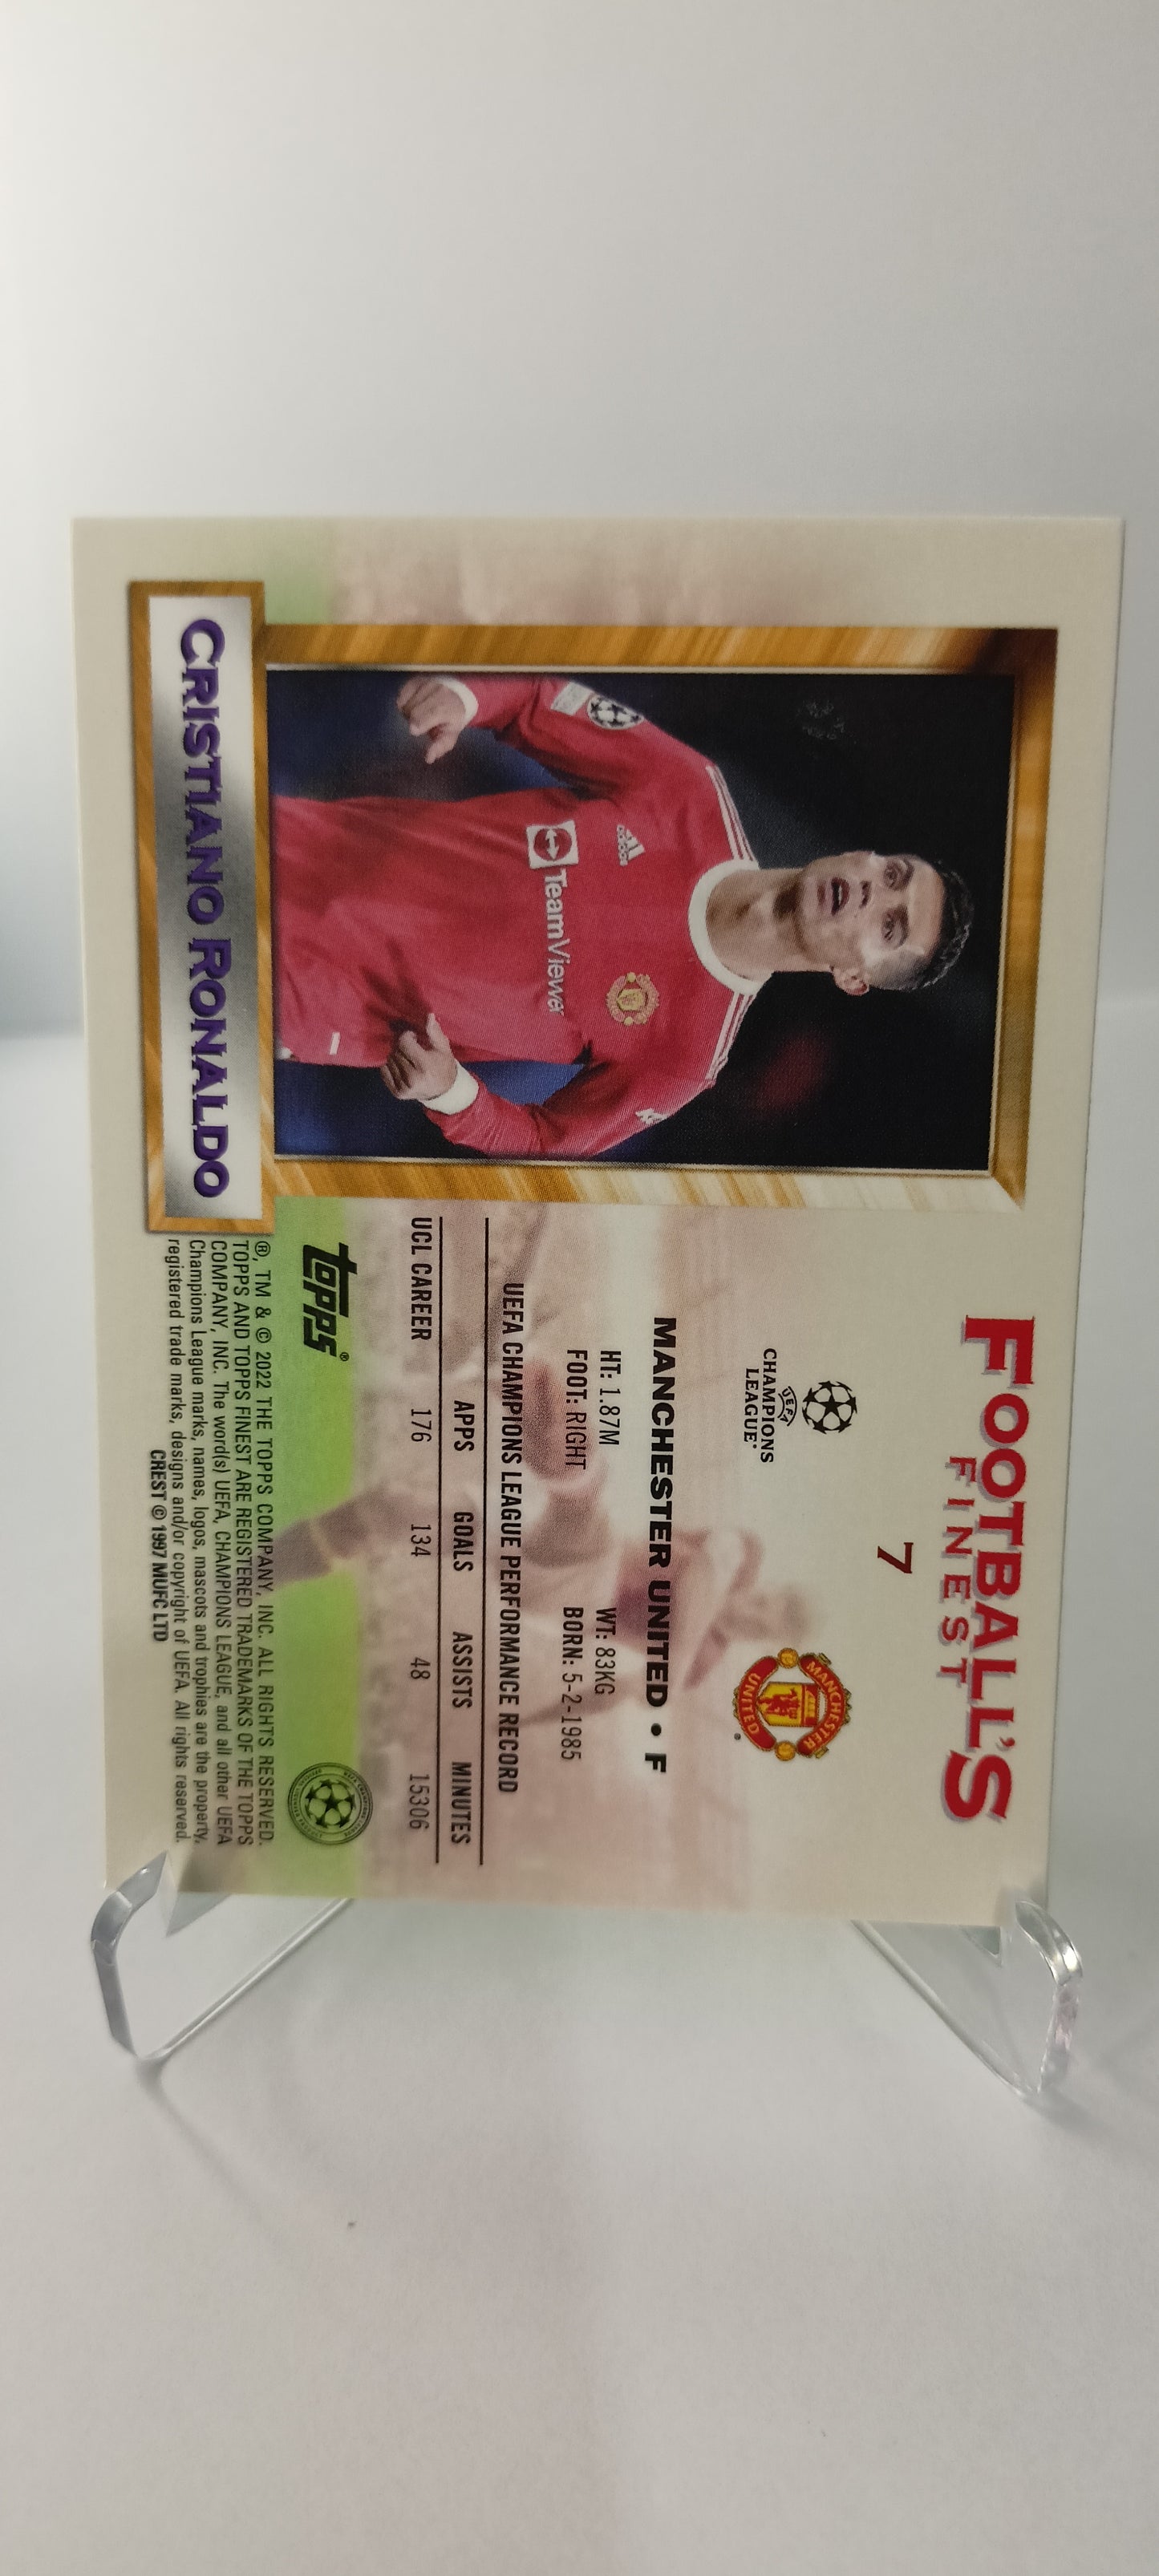 FOOTBALL'S
FINEST
7
UEFA
CHAMPIONS
LEAGUE
MANCHESTER
UNITED
MANCHESTER UNITED • F
HT: 1.87M WT: 83KG
FOOT: RIGHT BORN: 5-2-1985
UEFA CHAMPIONS LEAGUE PERFORMANCE RECORD
APPS GOALS ASSISTS MINUTES
UCL CAREER 176 134 48 15306
adidas
TeamViewer
CRISTIANO RONALDO
topps®
®, TM & © 2022 THE TOPPS COMPANY, INC. ALL RIGHTS RESERVED.
TOPPS AND TOPPS FINEST ARE REGISTERED TRADEMARKS OF THE TOPPS
COMPANY, INC. The word(s) UEFA, CHAMPIONS LEAGUE, and all other UEFA
Champions League marks, names, logos, mascots and trophies are the property,
registered trade marks, designs and/or copyright of UEFA. All rights reserved.
CREST © 1997 MUFC LTD